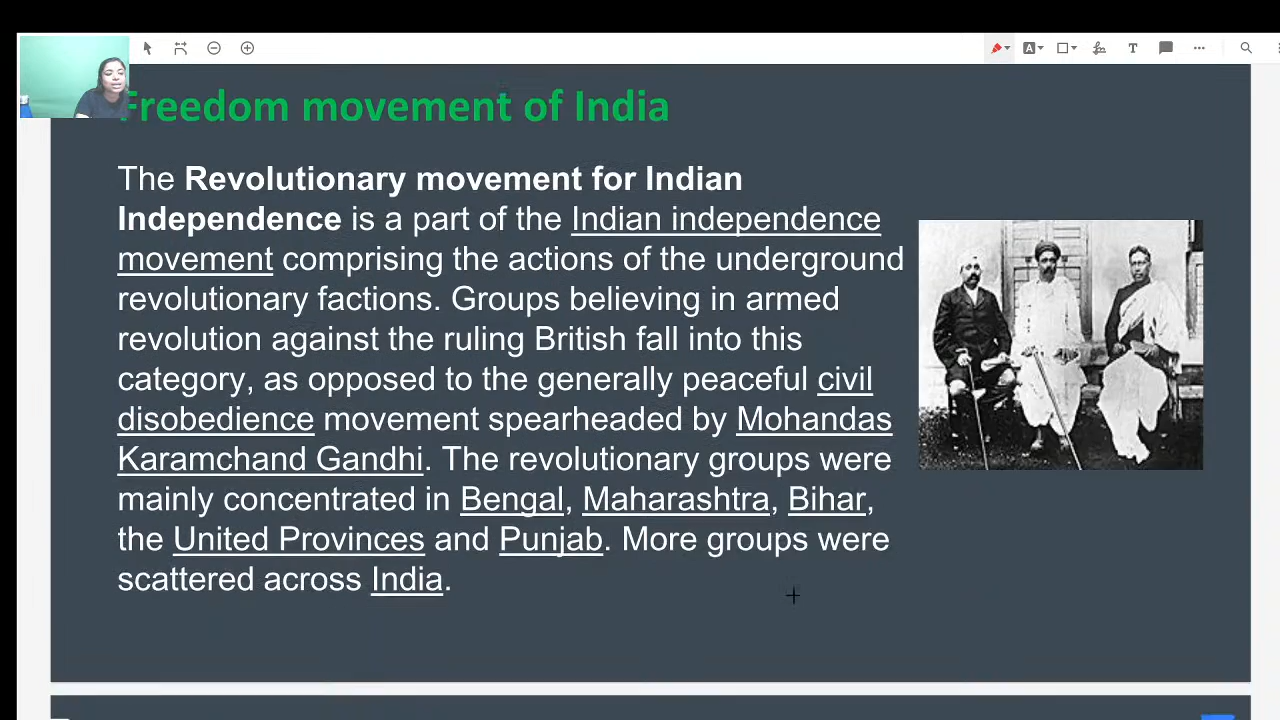 Freedom movement of India
The Revolutionary movement for Indian
Independence is a part of the Indian independence
movement comprising the actions of the underground
revolutionary factions. Groups believing in armed
revolution against the ruling British fall into this
category, as opposed to the generally peaceful civil
disobedience movement spearheaded by Mohandas
Karamchand Gandhi. The revolutionary groups were
mainly concentrated in Bengal, Maharashtra, Bihar,
the United Provinces and Punjab. More groups were
scattered across India.